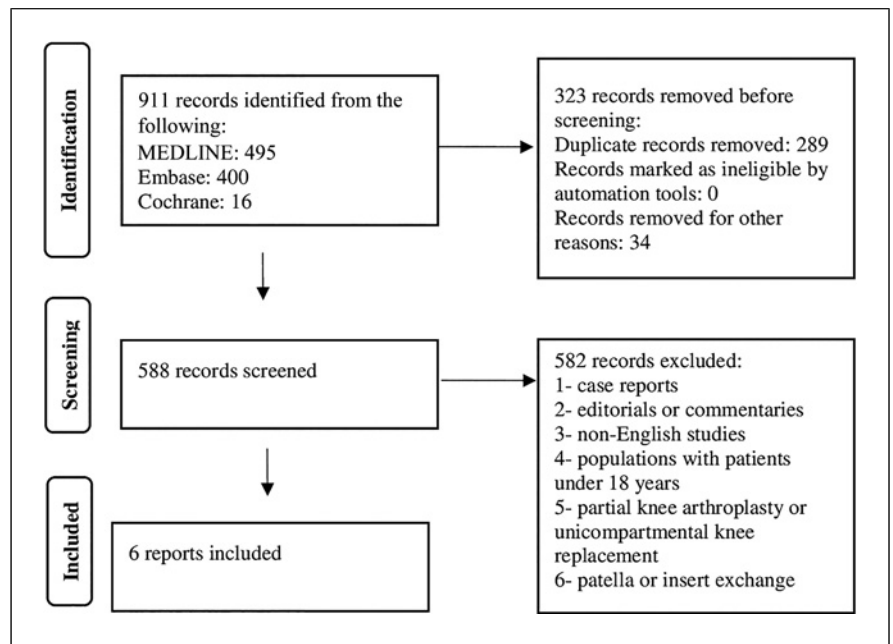 Identification
911 records identified from the
following:
MEDLINE: 495
Embase: 400
Cochrane: 16
323 records removed before
screening:
Duplicate records removed: 289
Records marked as ineligible by
automation tools: 0
Records removed for other
reasons: 34
Screening
588 records screened
582 records excluded:
1- case reports
2- editorials or commentaries
3- non-English studies
4- populations with patients
under 18 years
5- partial knee arthroplasty or
unicompartmental knee
replacement
6- patella or insert exchange
Included
6 reports included